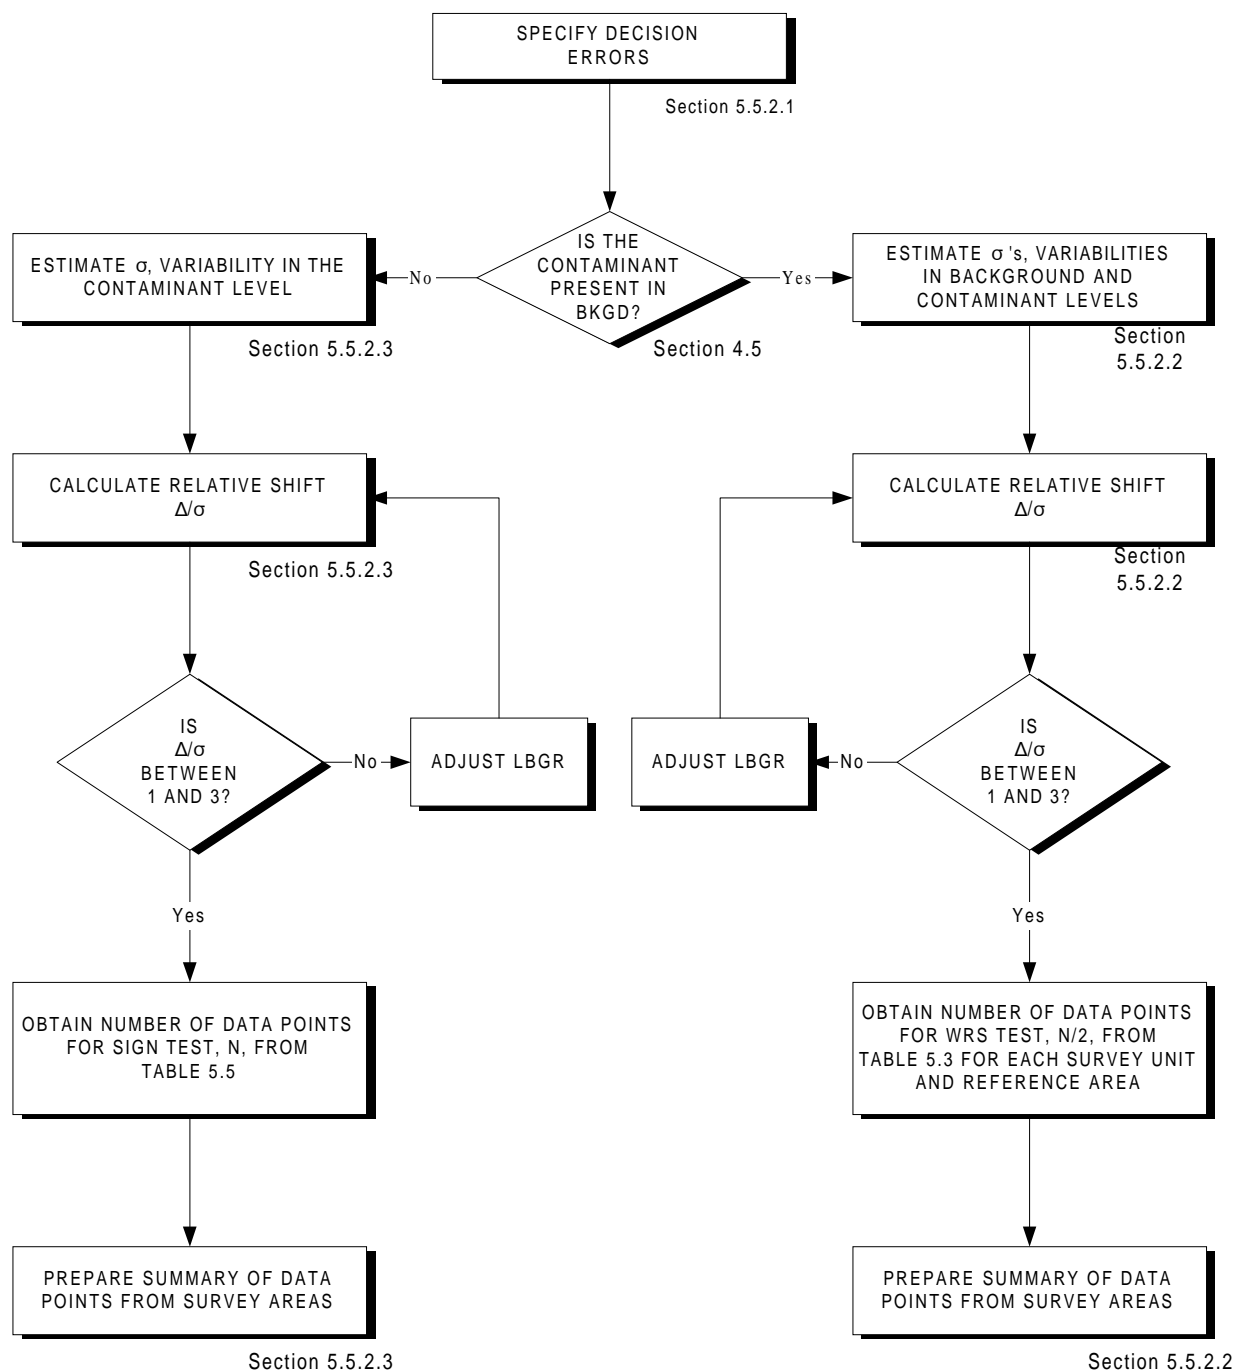 SPECIFY DECISION
ERRORS
Section 5.5.2.1
IS THE
CONTAMINANT
PRESENT IN
BKGD?
Section 4.5
No
Yes
ESTIMATE σ, VARIABILITY IN THE
CONTAMINANT LEVEL
Section 5.5.2.3
ESTIMATE σ 's, VARIABILITIES
IN BACKGROUND AND
CONTAMINANT LEVELS
Section
5.5.2.2
CALCULATE RELATIVE SHIFT
Δ/σ
Section 5.5.2.3
CALCULATE RELATIVE SHIFT
Δ/σ
Section
5.5.2.2
IS
Δ/σ
BETWEEN
1 AND 3?
No
ADJUST LBGR
ADJUST LBGR
No
IS
Δ/σ
BETWEEN
1 AND 3?
Yes
Yes
OBTAIN NUMBER OF DATA POINTS
FOR SIGN TEST, N, FROM
TABLE 5.5
OBTAIN NUMBER OF DATA POINTS
FOR WRS TEST, N/2, FROM
TABLE 5.3 FOR EACH SURVEY UNIT
AND REFERENCE AREA
PREPARE SUMMARY OF DATA
POINTS FROM SURVEY AREAS
Section 5.5.2.3
PREPARE SUMMARY OF DATA
POINTS FROM SURVEY AREAS
Section 5.5.2.2